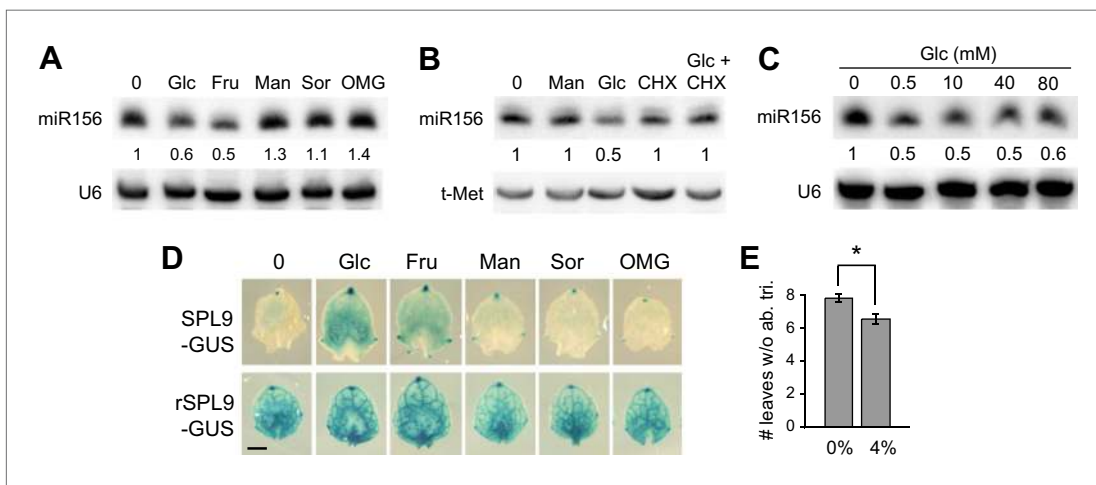 A
0 Glc Fru Man Sor OMG
miR156
1 0.6 0.5 1.3 1.1 1.4
U6
B
0 Man Glc CHX Glc + CHX
miR156
1 1 0.5 1 1
t-Met
C
Glc (mM)
0 0.5 10 40 80
miR156
1 0.5 0.5 0.5 0.6
U6
D
0 Glc Fru Man Sor OMG
SPL9
-GUS
rSPL9
-GUS
E
# leaves w/o ab. tri.
*
8
6
4
2
0
0% 4%